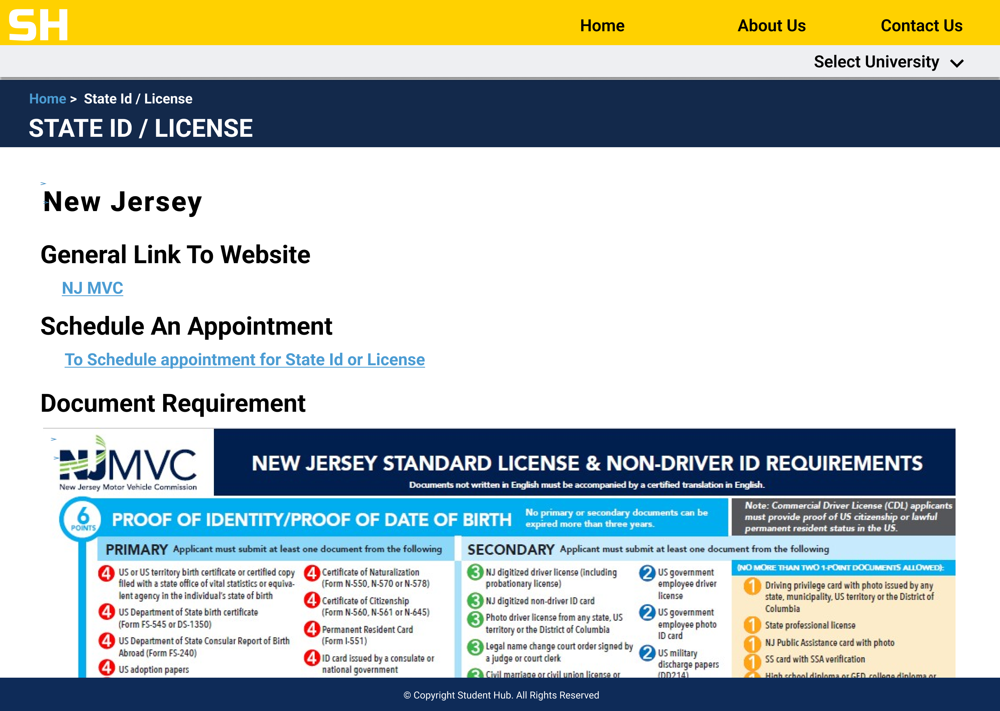 SH
Home
About Us
Contact Us
Select University
Home > State Id / License
STATE ID / LICENSE
>
>
New Jersey
General Link To Website
NJ MVC
Schedule An Appointment
To Schedule appointment for State Id or License
Document Requirement
>
>
NJMVC
New Jersey Motor Vehicle Commission
NEW JERSEY STANDARD LICENSE & NON-DRIVER ID REQUIREMENTS
Documents not written in English must be accompanied by a certified translation in English.
6
POINTS
PROOF OF IDENTITY/PROOF OF DATE OF BIRTH
No primary or secondary documents can be
expired more than three years.
Note: Commercial Driver License (CDL) applicants
must provide proof of US citizenship or lawful
permanent resident status in the US.
PRIMARY Applicant must submit at least one document from the following
4 US or US territory birth certificate or certified copy
filed with a state office of vital statistics or equiva-
lent agency in the individual's state of birth
4 US Department of State birth certificate
(Form FS-545 or DS-1350)
4 US Department of State Consular Report of Birth
Abroad (Form FS-240)
4 US adoption papers
4 Certificate of Naturalization
(Form N-550, N-570 or N-578)
4 Certificate of Citizenship
(Form N-560, N-561 or N-645)
4 Permanent Resident Card
(Form I-551)
4 ID card issued by a consulate or
national government
SECONDARY Applicant must submit at least one document from the following
3 NJ digitized driver license (including
probationary license)
3 NJ digitized non-driver ID card
3 Photo driver license from any state, US
territory or the District of Columbia
3 Legal name change court order signed by
a judge or court clerk
3 Civil marriage or civil union license or
2 US government
employee driver
license
2 US government
employee photo
ID card
2 US military
discharge papers
(DD214)
(NO MORE THAN TWO 1-POINT DOCUMENTS ALLOWED):
1 Driving privilege card with photo issued by any
state, municipality, US territory or the District of
Columbia
1 State professional license
1 NJ Public Assistance card with photo
1 SS card with SSA verification
1 High school diploma or GED, college diploma or
© Copyright Student Hub. All Rights Reserved